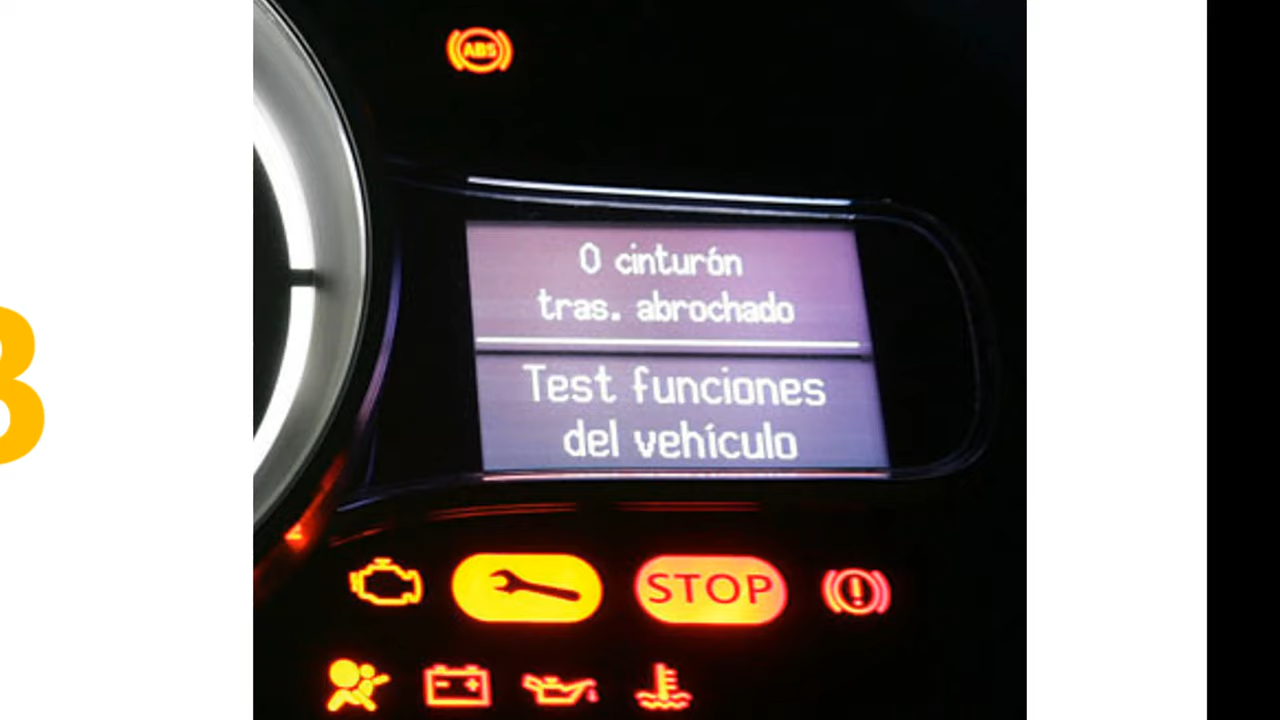 ABS
0 cinturón
tras. abrochado
Test funciones
del vehículo
STOP